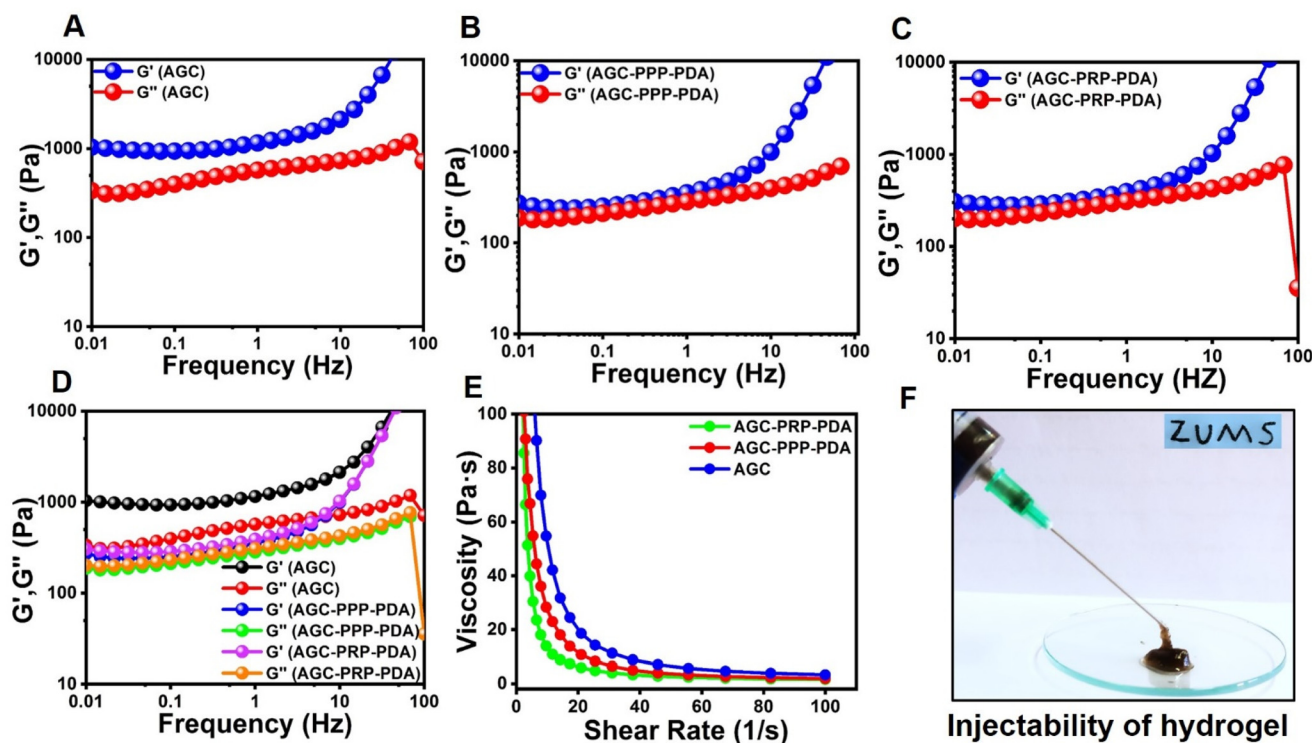 A
G' (AGC)
G'' (AGC)
10000
1000
100
10
G',G'' (Pa)
0.01 0.1 1 10 100
Frequency (Hz)
B
G' (AGC-PPP-PDA)
G'' (AGC-PPP-PDA)
10000
1000
100
10
G',G'' (Pa)
0.01 0.1 1 10 100
Frequency (Hz)
C
G' (AGC-PRP-PDA)
G'' (AGC-PRP-PDA)
10000
1000
100
10
G',G'' (Pa)
0.01 0.1 1 10 100
Frequency (HZ)
D
10000
1000
100
10
G',G'' (Pa)
G' (AGC)
G'' (AGC)
G' (AGC-PPP-PDA)
G'' (AGC-PPP-PDA)
G' (AGC-PRP-PDA)
G'' (AGC-PRP-PDA)
0.01 0.1 1 10 100
Frequency (Hz)
E
AGC-PRP-PDA
AGC-PPP-PDA
AGC
100
80
60
40
20
0
Viscosity (Pa·s)
0 20 40 60 80 100
Shear Rate (1/s)
F
ZUMS
Injectability of hydrogel